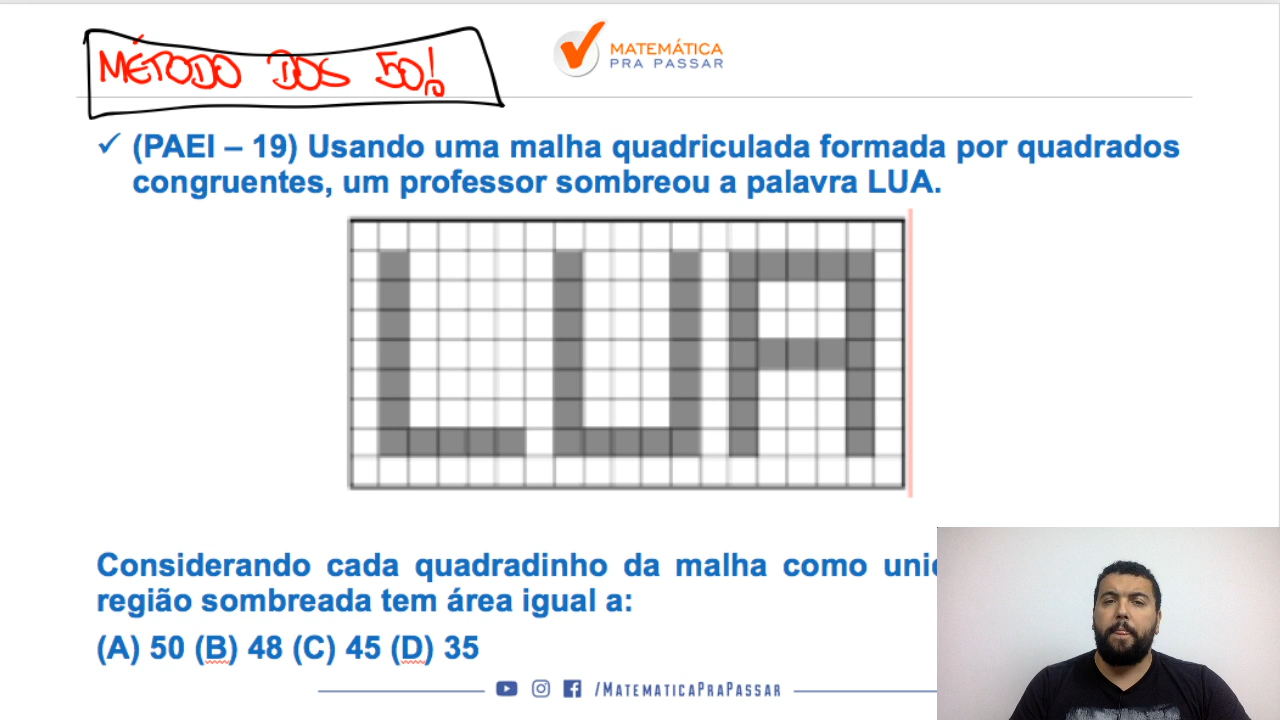 MÉTODO DOS 50!
MATEMÁTICA
PRA PASSAR
✓ (PAEI – 19) Usando uma malha quadriculada formada por quadrados
congruentes, um professor sombreou a palavra LUA.
LUA
Considerando cada quadradinho da malha como
região sombreada tem área igual a:
(A) 50 (B) 48 (C) 45 (D) 35
/MATEMATICAPRAPASSAR